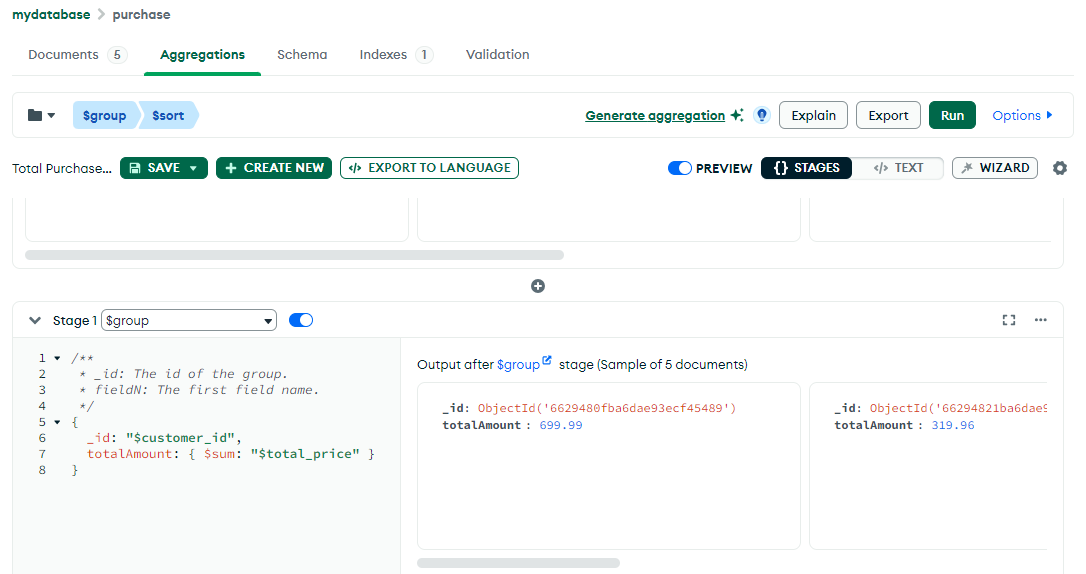 mydatabase > purchase
Documents 5 Aggregations Schema Indexes 1 Validation
$group $sort Generate aggregation Explain Export Run Options
Total Purchase... SAVE + CREATE NEW </> EXPORT TO LANGUAGE PREVIEW {} STAGES </> TEXT WIZARD
Stage 1 $group
1 /**
2 * _id: The id of the group.
3 * fieldN: The first field name.
4 */
5 {
6 _id: "$customer_id",
7 totalAmount: { $sum: "$total_price" }
8 }
Output after $group stage (Sample of 5 documents)
_id: ObjectId('6629480fba6dae93ecf45489')
totalAmount : 699.99
_id: ObjectId('66294821ba6dae9
totalAmount : 319.96